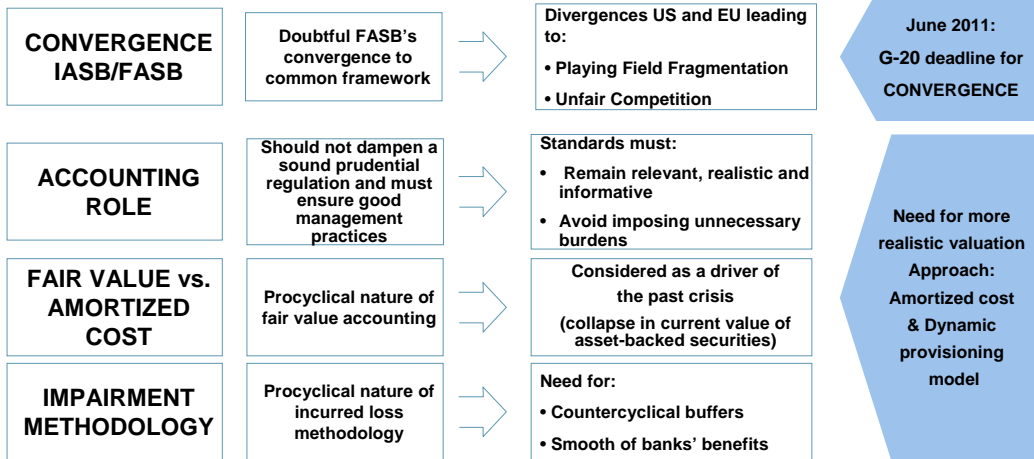 CONVERGENCE
IASB/FASB
Doubtful FASB's
convergence to
common framework
Divergences US and EU leading
to:
• Playing Field Fragmentation
• Unfair Competition
June 2011:
G-20 deadline for
CONVERGENCE
ACCOUNTING
ROLE
Should not dampen a
sound prudential
regulation and must
ensure good
management
practices
Standards must:
• Remain relevant, realistic and
informative
• Avoid imposing unnecessary
burdens
FAIR VALUE vs.
AMORTIZED
COST
Procyclical nature of
fair value accounting
Considered as a driver of
the past crisis
(collapse in current value of
asset-backed securities)
IMPAIRMENT
METHODOLOGY
Procyclical nature of
incurred loss
methodology
Need for:
• Countercyclical buffers
• Smooth of banks' benefits
Need for more
realistic valuation
Approach:
Amortized cost
& Dynamic
provisioning
model